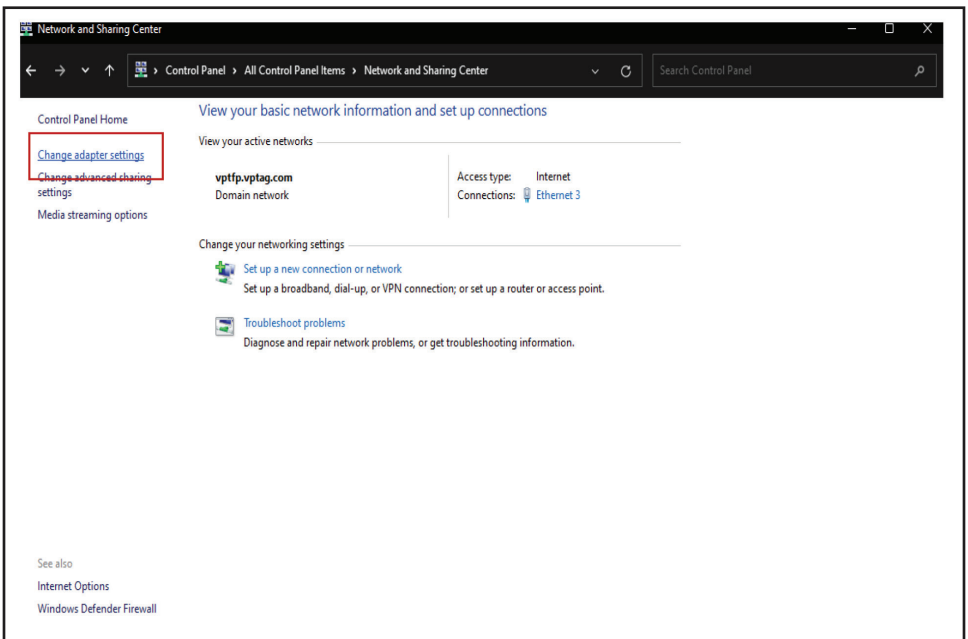 Network and Sharing Center
Control Panel › All Control Panel Items › Network and Sharing Center
Search Control Panel
Control Panel Home
Change adapter settings
Change advanced sharing
settings
Media streaming options
View your basic network information and set up connections
View your active networks
vptfp.vptag.com
Domain network
Access type: Internet
Connections: Ethernet 3
Change your networking settings
Set up a new connection or network
Set up a broadband, dial-up, or VPN connection; or set up a router or access point.
Troubleshoot problems
Diagnose and repair network problems, or get troubleshooting information.
See also
Internet Options
Windows Defender Firewall